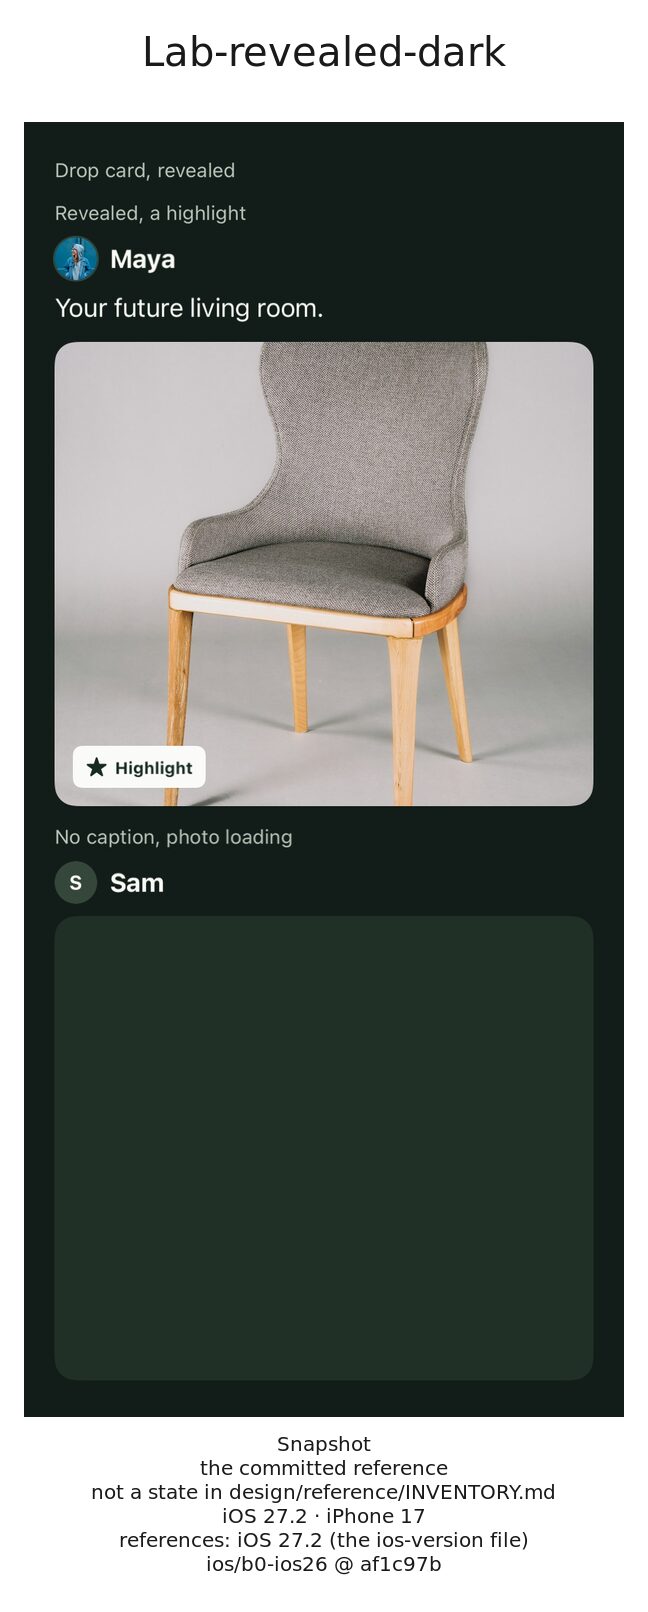 Lab-revealed-dark
Drop card, revealed
Revealed, a highlight
Maya
Your future living room.
Highlight
No caption, photo loading
S
Sam
Snapshot
the committed reference
not a state in design/reference/INVENTORY.md
iOS 27.2 · iPhone 17
references: iOS 27.2 (the ios-version file)
ios/b0-ios26 @ af1c97b